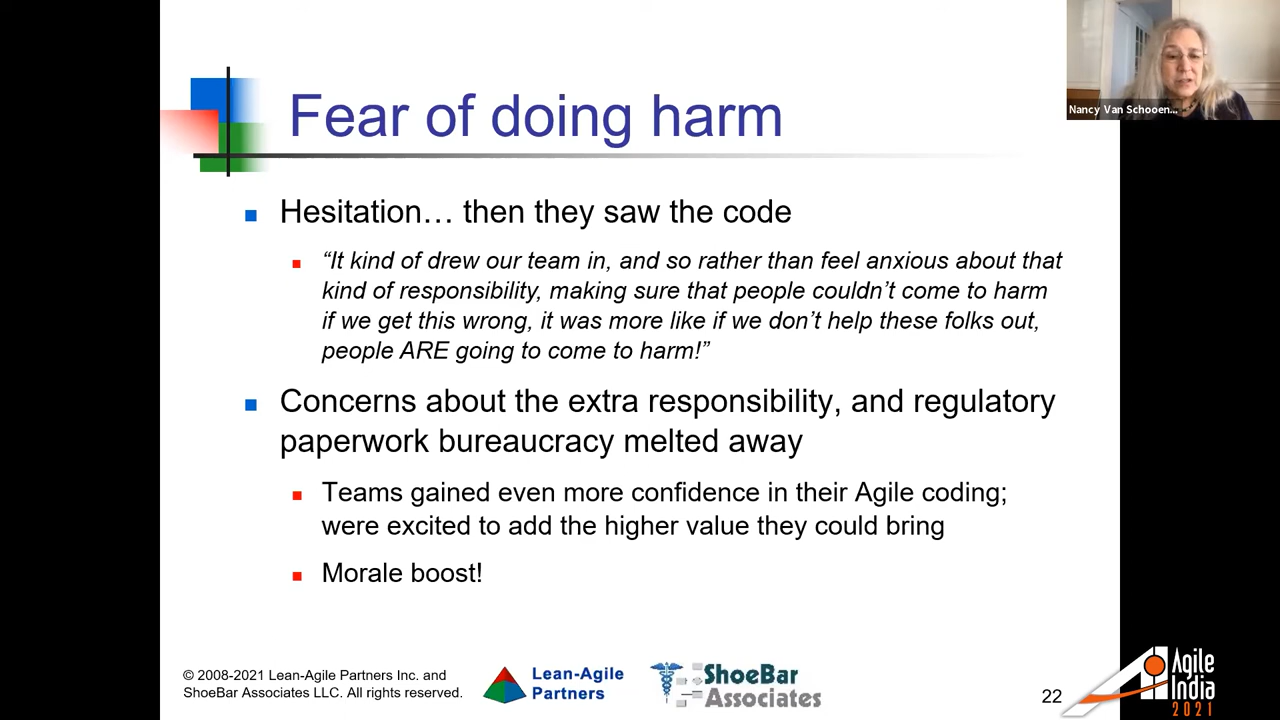 Nancy Van Schooen...
Fear of doing harm
Hesitation… then they saw the code
“It kind of drew our team in, and so rather than feel anxious about that
kind of responsibility, making sure that people couldn’t come to harm
if we get this wrong, it was more like if we don’t help these folks out,
people ARE going to come to harm!”
Concerns about the extra responsibility, and regulatory
paperwork bureaucracy melted away
Teams gained even more confidence in their Agile coding;
were excited to add the higher value they could bring
Morale boost!
© 2008-2021 Lean-Agile Partners Inc. and
ShoeBar Associates LLC. All rights reserved.
Lean-Agile
Partners
ShoeBar
Associates
22
Agile
India
2021